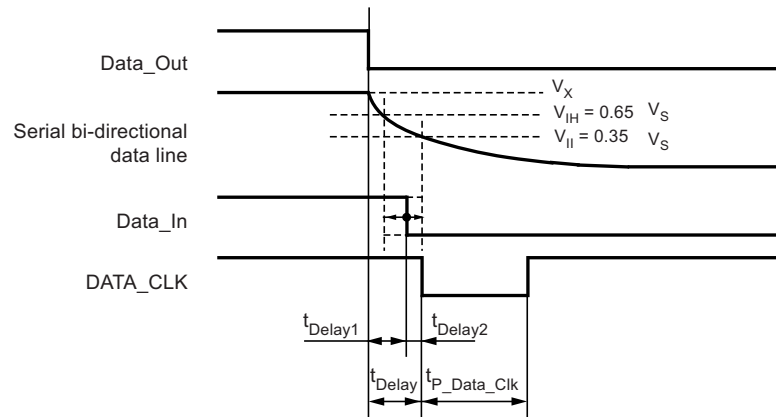 Data_Out
V_X
V_IH = 0.65 V_S
Serial bi-directional
data line
V_Il = 0.35 V_S
Data_In
DATA_CLK
t_Delay1
t_Delay2
t_Delay
t_P_Data_Clk